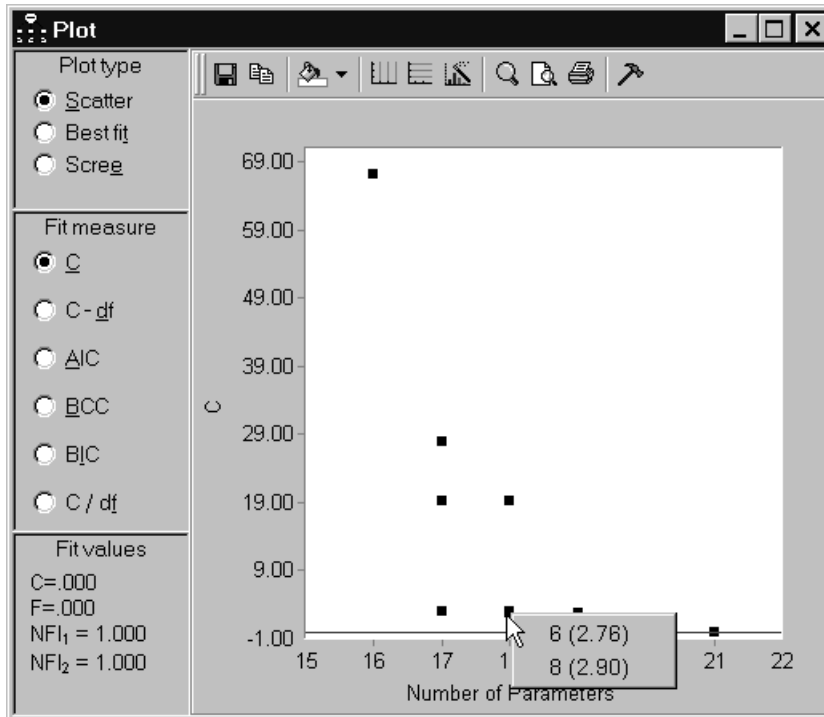 Plot
Plot type
Scatter
Best fit
Scree
Fit measure
C
C - df
AIC
BCC
BIC
C / df
Fit values
C=.000
F=.000
NFI₁ = 1.000
NFI₂ = 1.000
C
69.00
59.00
49.00
39.00
29.00
19.00
9.00
-1.00
15 16 17 1 21 22
6 (2.76)
8 (2.90)
Number of Parameters